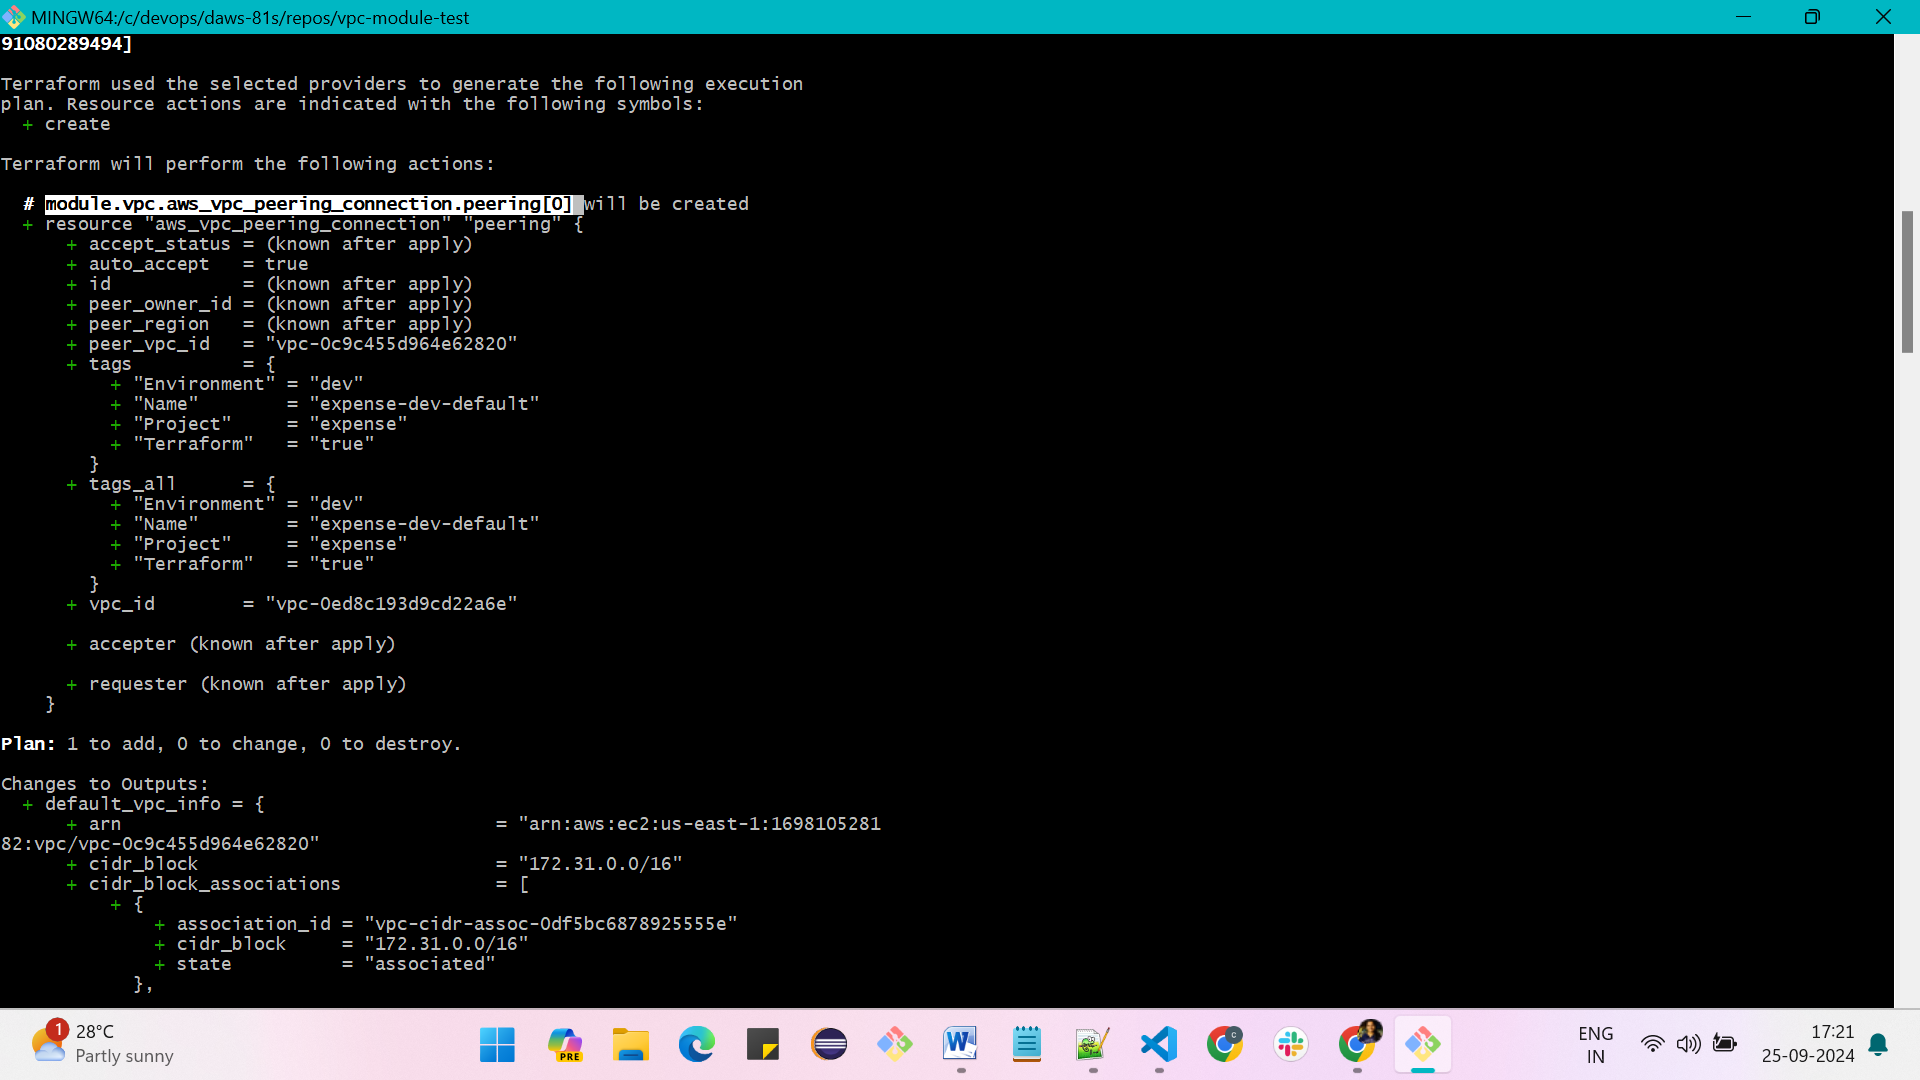 MINGW64:/c/devops/daws-81s/repos/vpc-module-test
91080289494]
Terraform used the selected providers to generate the following execution
plan. Resource actions are indicated with the following symbols:
  + create
Terraform will perform the following actions:
  # module.vpc.aws_vpc_peering_connection.peering[0] will be created
  + resource "aws_vpc_peering_connection" "peering" {
      + accept_status = (known after apply)
      + auto_accept   = true
      + id            = (known after apply)
      + peer_owner_id = (known after apply)
      + peer_region   = (known after apply)
      + peer_vpc_id   = "vpc-0c9c455d964e62820"
      + tags          = {
          + "Environment" = "dev"
          + "Name"        = "expense-dev-default"
          + "Project"     = "expense"
          + "Terraform"   = "true"
        }
      + tags_all      = {
          + "Environment" = "dev"
          + "Name"        = "expense-dev-default"
          + "Project"     = "expense"
          + "Terraform"   = "true"
        }
      + vpc_id        = "vpc-0ed8c193d9cd22a6e"
      + accepter (known after apply)
      + requester (known after apply)
    }
Plan: 1 to add, 0 to change, 0 to destroy.
Changes to Outputs:
  + default_vpc_info = {
      + arn                                  = "arn:aws:ec2:us-east-1:1698105281
82:vpc/vpc-0c9c455d964e62820"
      + cidr_block                           = "172.31.0.0/16"
      + cidr_block_associations              = [
          + {
              + association_id = "vpc-cidr-assoc-0df5bc6878925555e"
              + cidr_block     = "172.31.0.0/16"
              + state          = "associated"
            },
1
28°C
Partly sunny
PRE
W
C
ENG
IN
17:21
25-09-2024